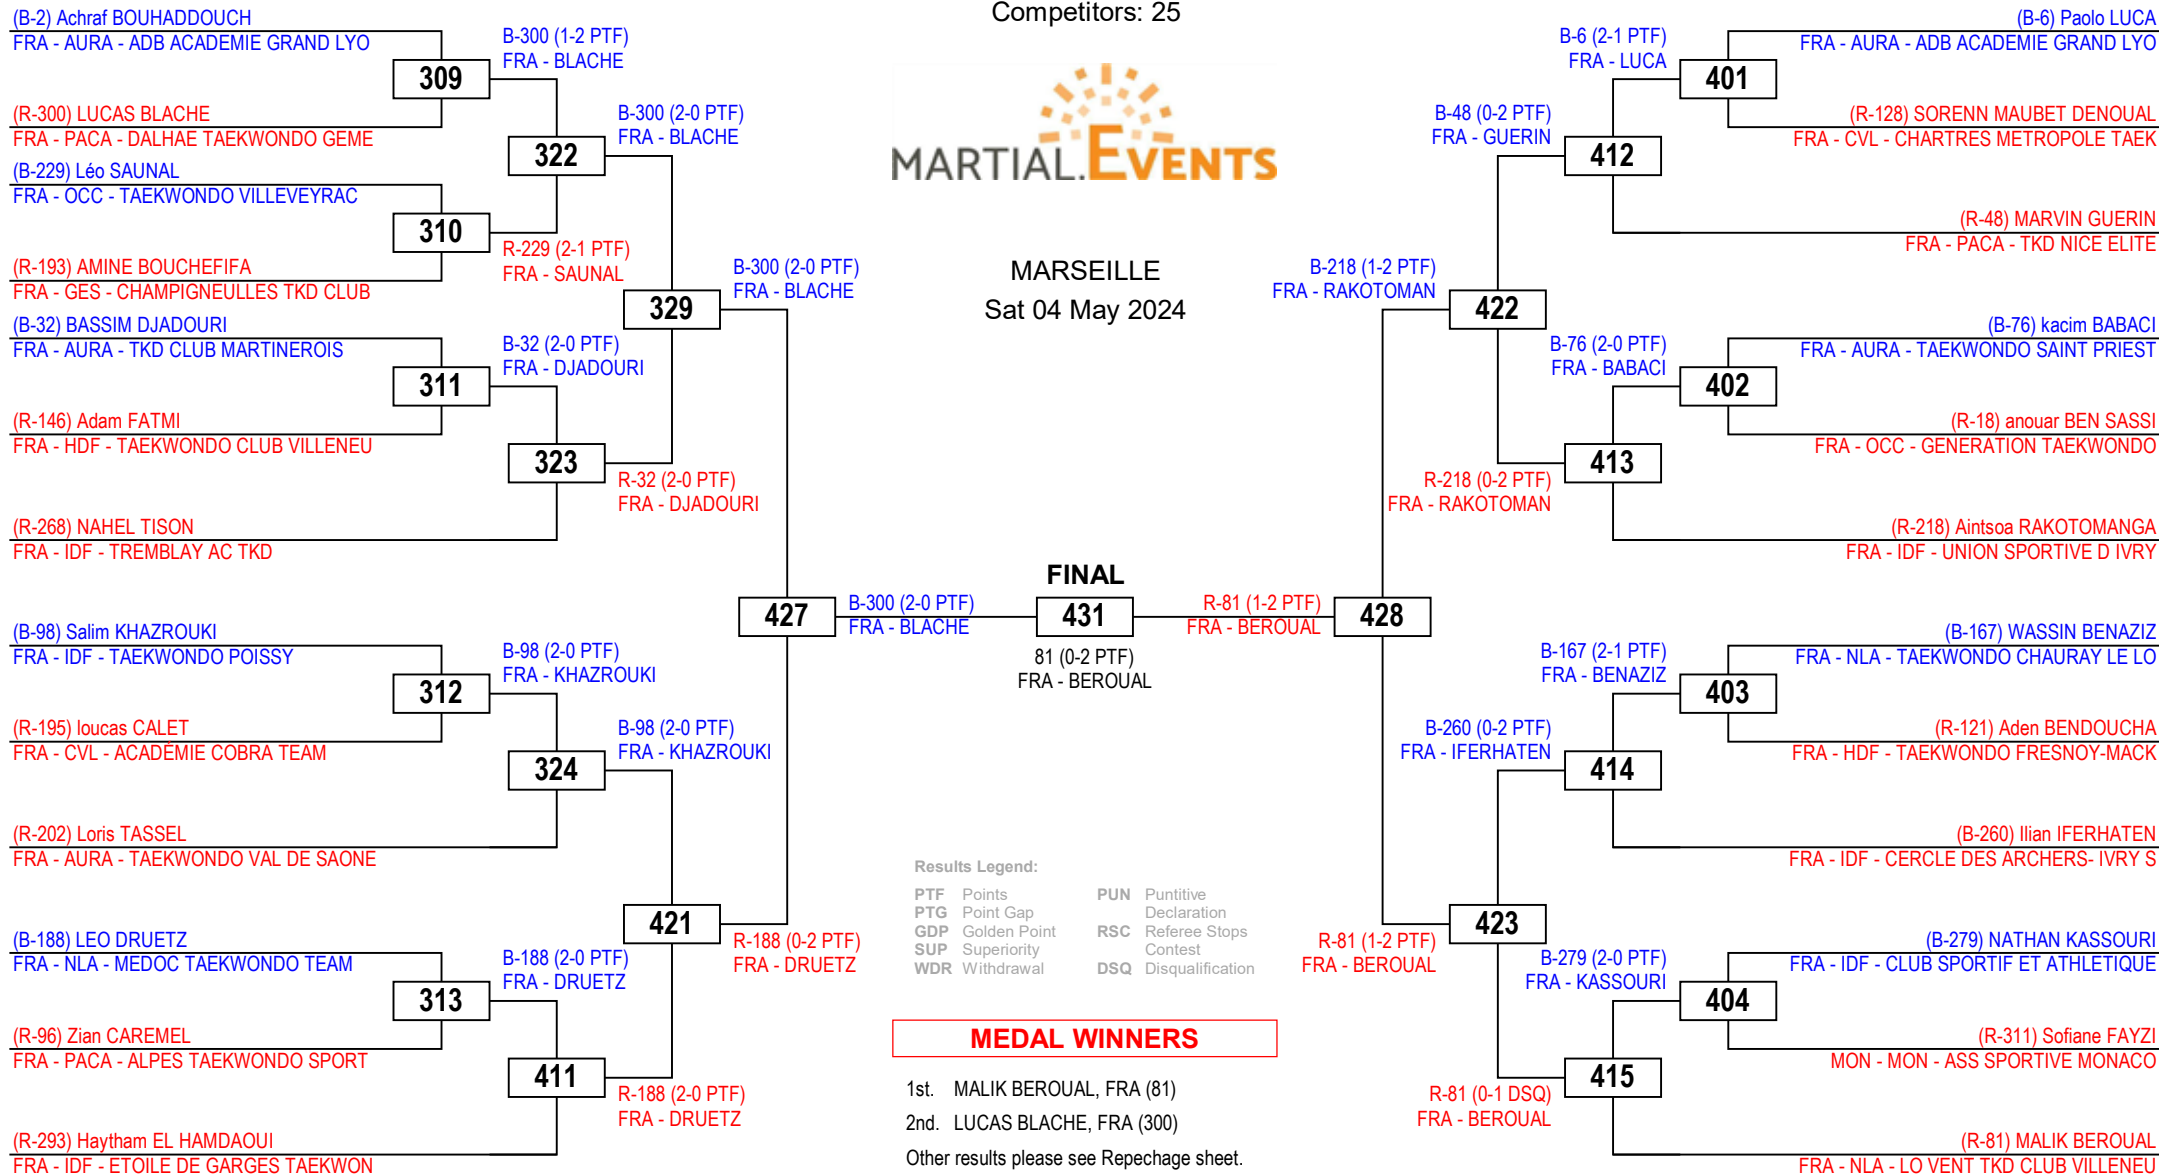 Competitors: 25
MARTIAL.EVENTS
MARSEILLE
Sat 04 May 2024
(B-2) Achraf BOUHADDOUCH
FRA - AURA - ADB ACADEMIE GRAND LYO
309
(R-300) LUCAS BLACHE
FRA - PACA - DALHAE TAEKWONDO GEME
(B-229) Léo SAUNAL
FRA - OCC - TAEKWONDO VILLEVEYRAC
310
(R-193) AMINE BOUCHEFIFA
FRA - GES - CHAMPIGNEULLES TKD CLUB
(B-32) BASSIM DJADOURI
FRA - AURA - TKD CLUB MARTINEROIS
311
(R-146) Adam FATMI
FRA - HDF - TAEKWONDO CLUB VILLENEU
(R-268) NAHEL TISON
FRA - IDF - TREMBLAY AC TKD
(B-98) Salim KHAZROUKI
FRA - IDF - TAEKWONDO POISSY
312
(R-195) loucas CALET
FRA - CVL - ACADÉMIE COBRA TEAM
(R-202) Loris TASSEL
FRA - AURA - TAEKWONDO VAL DE SAONE
(B-188) LEO DRUETZ
FRA - NLA - MEDOC TAEKWONDO TEAM
313
(R-96) Zian CAREMEL
FRA - PACA - ALPES TAEKWONDO SPORT
(R-293) Haytham EL HAMDAOUI
FRA - IDF - ETOILE DE GARGES TAEKWON
B-300 (1-2 PTF)
FRA - BLACHE
322
R-229 (2-1 PTF)
FRA - SAUNAL
B-32 (2-0 PTF)
FRA - DJADOURI
323
B-98 (2-0 PTF)
FRA - KHAZROUKI
324
B-188 (2-0 PTF)
FRA - DRUETZ
411
B-300 (2-0 PTF)
FRA - BLACHE
329
R-32 (2-0 PTF)
FRA - DJADOURI
B-98 (2-0 PTF)
FRA - KHAZROUKI
421
R-188 (2-0 PTF)
FRA - DRUETZ
B-300 (2-0 PTF)
FRA - BLACHE
427
R-188 (0-2 PTF)
FRA - DRUETZ
B-300 (2-0 PTF)
FRA - BLACHE
FINAL
431
81 (0-2 PTF)
FRA - BEROUAL
R-81 (1-2 PTF)
FRA - BEROUAL
428
B-218 (1-2 PTF)
FRA - RAKOTOMAN
R-81 (1-2 PTF)
FRA - BEROUAL
B-48 (0-2 PTF)
FRA - GUERIN
422
R-218 (0-2 PTF)
FRA - RAKOTOMAN
B-260 (0-2 PTF)
FRA - IFERHATEN
423
R-81 (0-1 DSQ)
FRA - BEROUAL
B-6 (2-1 PTF)
FRA - LUCA
412
B-76 (2-0 PTF)
FRA - BABACI
413
B-167 (2-1 PTF)
FRA - BENAZIZ
414
B-279 (2-0 PTF)
FRA - KASSOURI
415
(B-6) Paolo LUCA
FRA - AURA - ADB ACADEMIE GRAND LYO
401
(R-128) SORENN MAUBET DENOUAL
FRA - CVL - CHARTRES METROPOLE TAEK
(R-48) MARVIN GUERIN
FRA - PACA - TKD NICE ELITE
(B-76) kacim BABACI
FRA - AURA - TAEKWONDO SAINT PRIEST
402
(R-18) anouar BEN SASSI
FRA - OCC - GENERATION TAEKWONDO
(R-218) Aintsoa RAKOTOMANGA
FRA - IDF - UNION SPORTIVE D IVRY
(B-167) WASSIN BENAZIZ
FRA - NLA - TAEKWONDO CHAURAY LE LO
403
(R-121) Aden BENDOUCHA
FRA - HDF - TAEKWONDO FRESNOY-MACK
(B-260) Ilian IFERHATEN
FRA - IDF - CERCLE DES ARCHERS- IVRY S
(B-279) NATHAN KASSOURI
FRA - IDF - CLUB SPORTIF ET ATHLETIQUE
404
(R-311) Sofiane FAYZI
MON - MON - ASS SPORTIVE MONACO
(R-81) MALIK BEROUAL
FRA - NLA - LO VENT TKD CLUB VILLENEU
Results Legend:
PTF Points
PTG Point Gap
GDP Golden Point
SUP Superiority
WDR Withdrawal
PUN Puntitive
Declaration
RSC Referee Stops
Contest
DSQ Disqualification
MEDAL WINNERS
1st. MALIK BEROUAL, FRA (81)
2nd. LUCAS BLACHE, FRA (300)
Other results please see Repechage sheet.